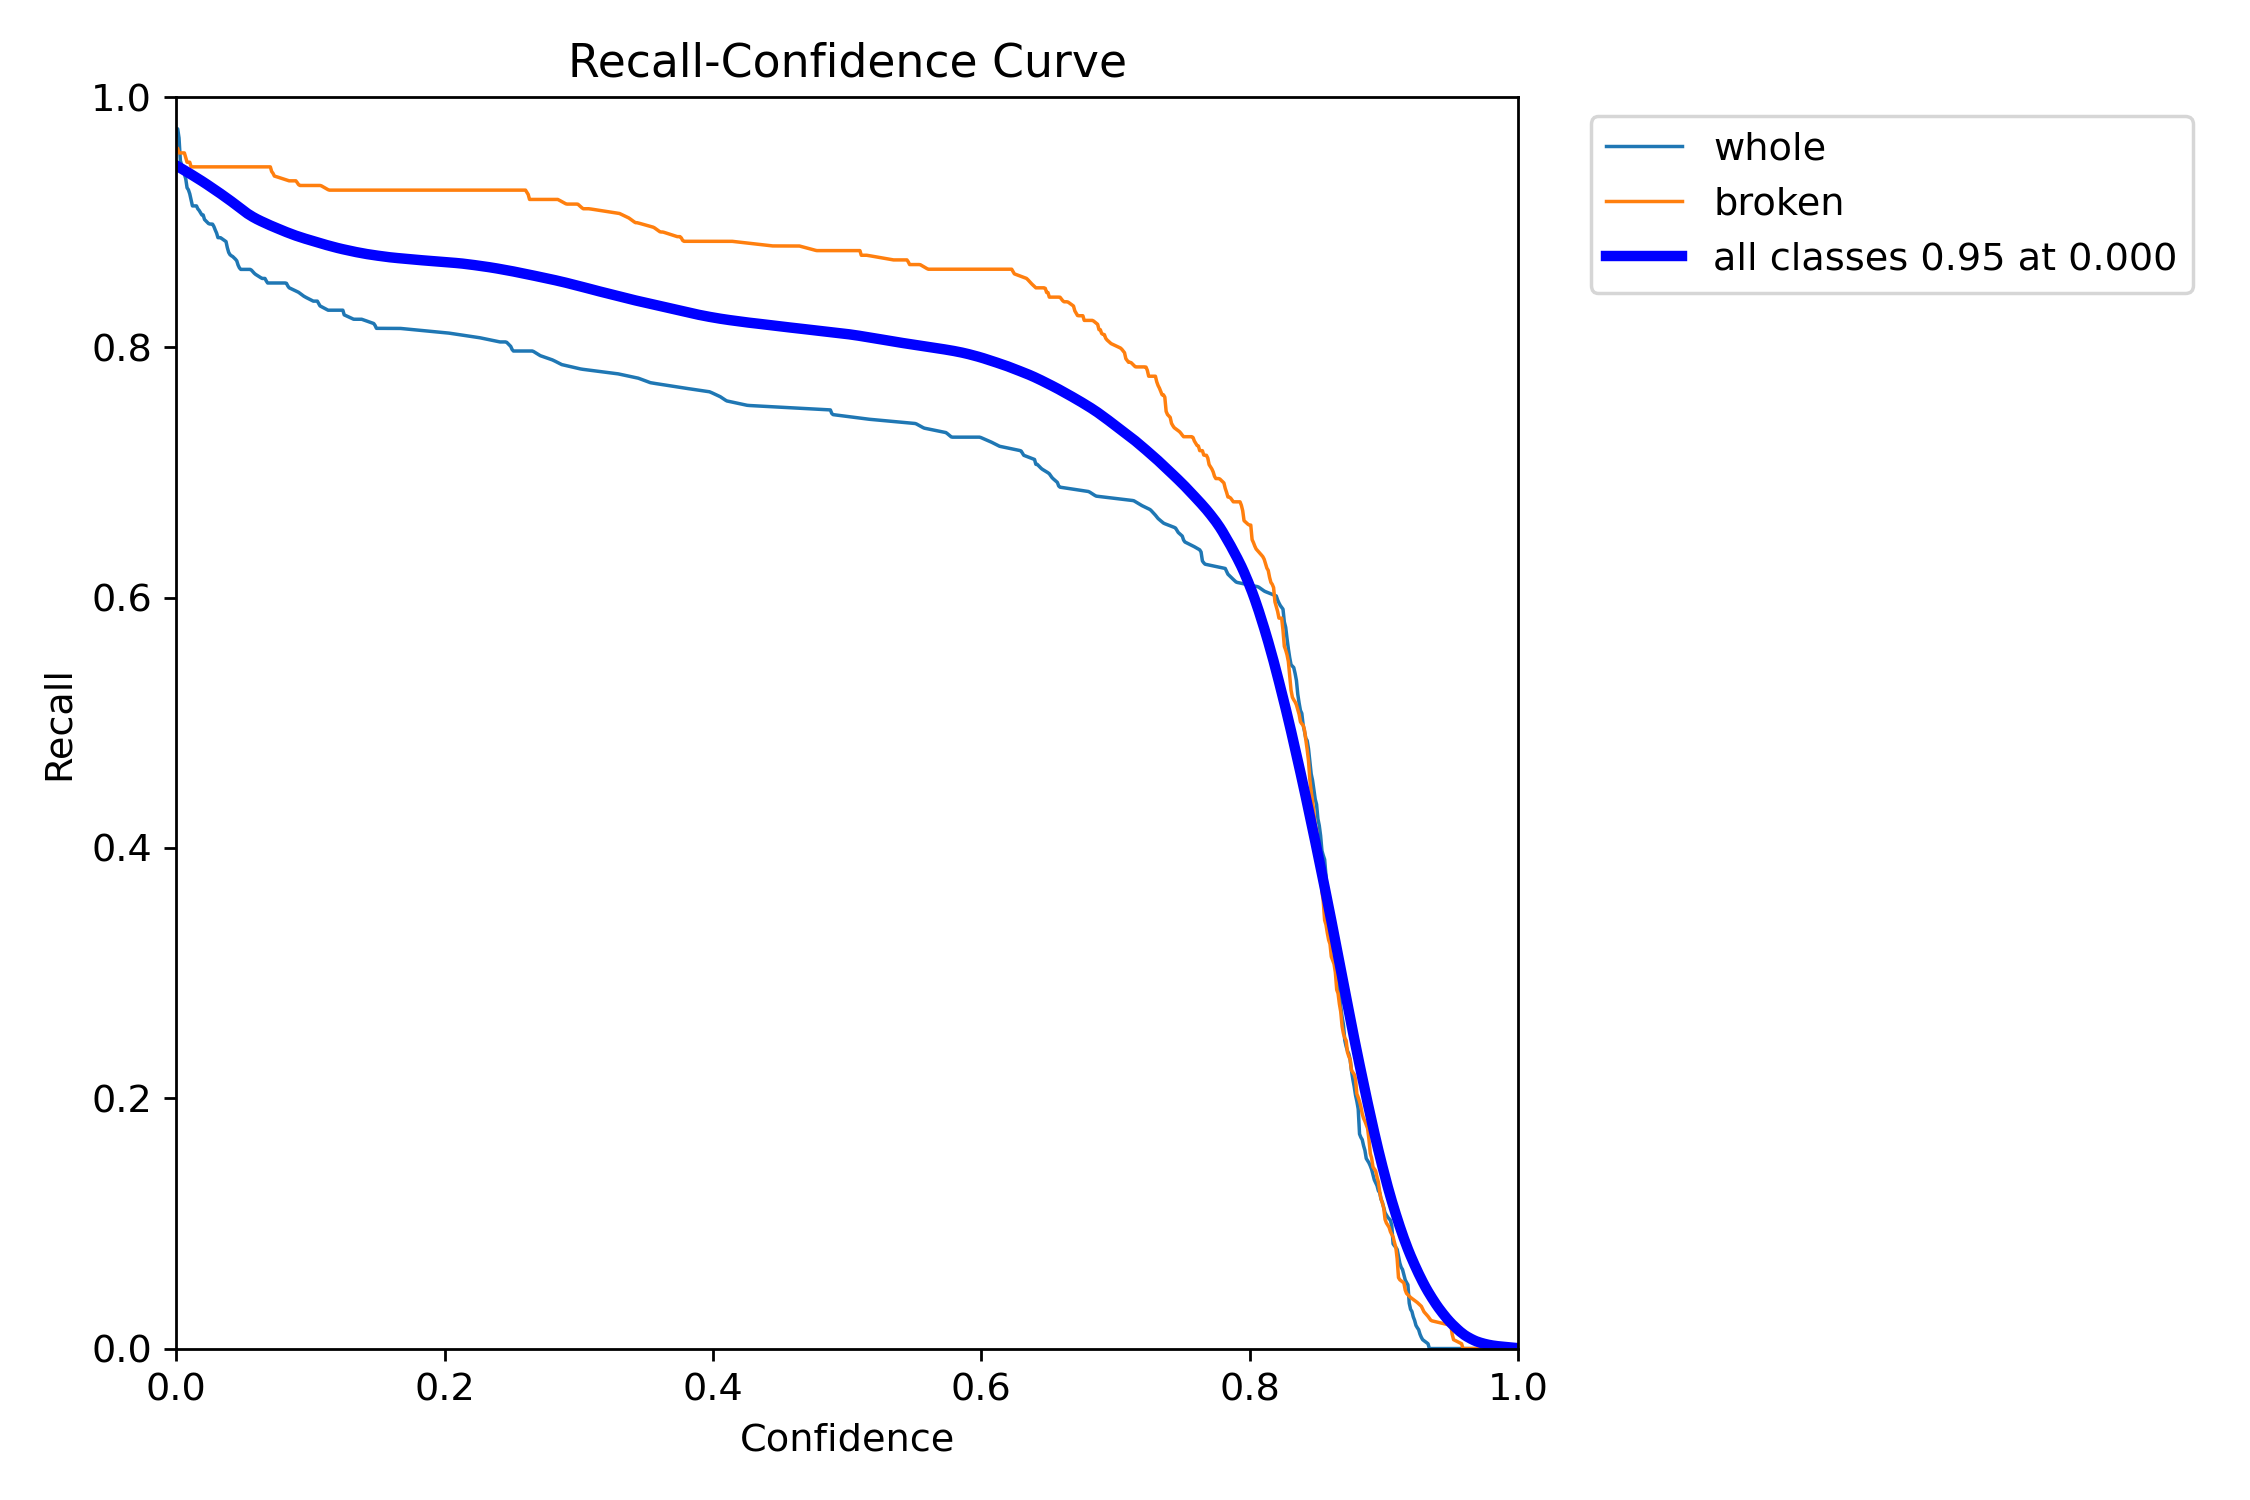 Recall-Confidence Curve
1.0
0.8
0.6
0.4
0.2
0.0
Recall
0.0 0.2 0.4 0.6 0.8 1.0
Confidence
whole
broken
all classes 0.95 at 0.000